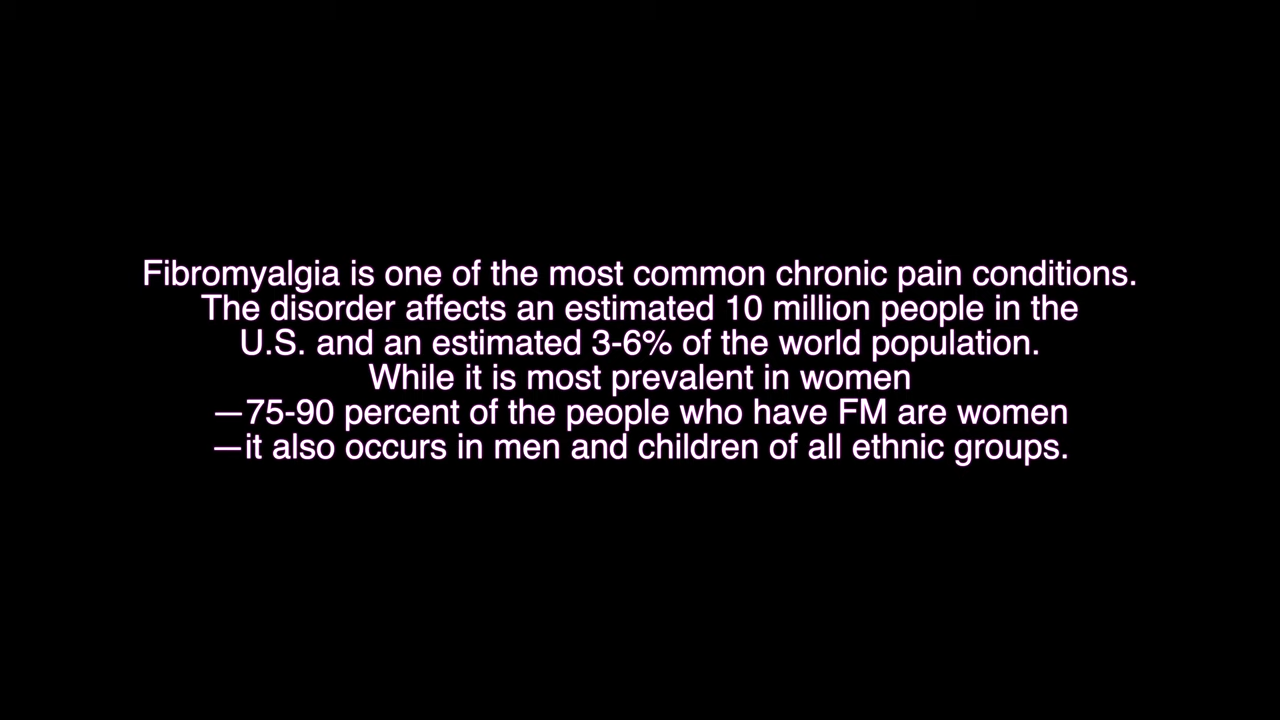 Fibromyalgia is one of the most common chronic pain conditions.
The disorder affects an estimated 10 million people in the
U.S. and an estimated 3-6% of the world population.
While it is most prevalent in women
—75-90 percent of the people who have FM are women
—it also occurs in men and children of all ethnic groups.